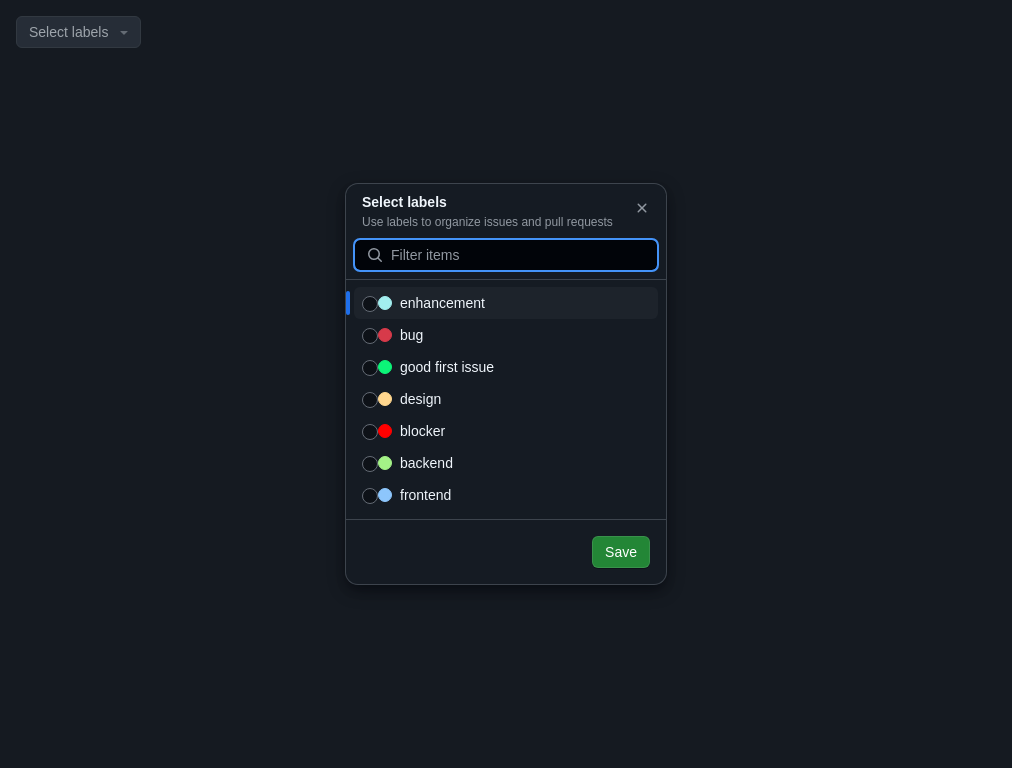 Select labels
Select labels
Use labels to organize issues and pull requests
Filter items
enhancement
bug
good first issue
design
blocker
backend
frontend
Save